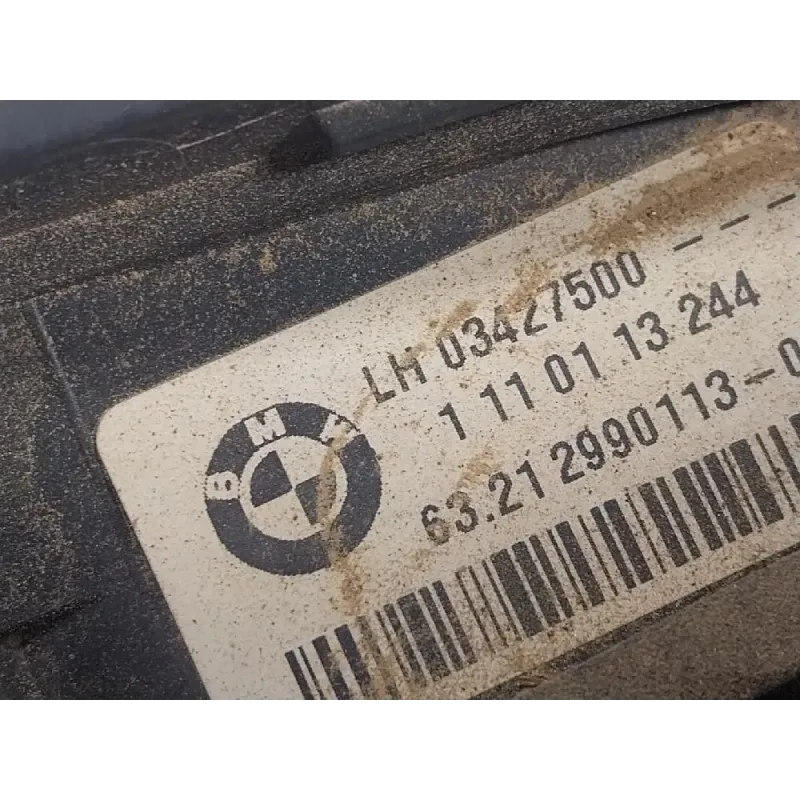 LH 03427500 - - -
1 11 01 13 244
63.21 2990113-0
BMW